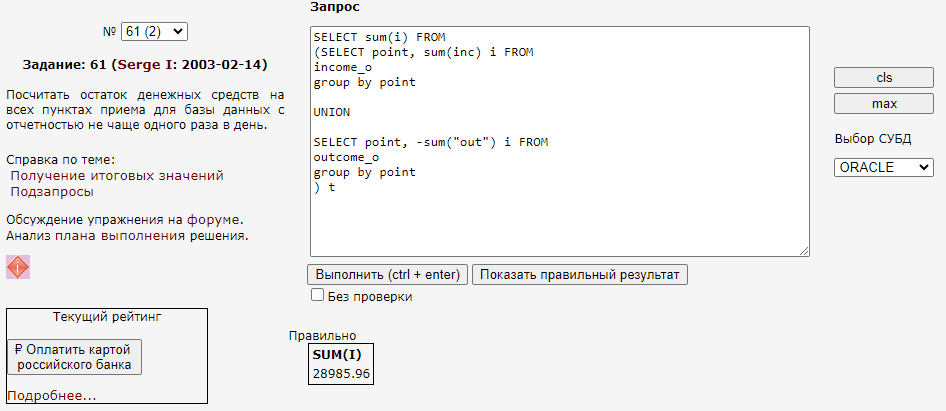 № 61 (2)
Задание: 61 (Serge I: 2003-02-14)
Посчитать остаток денежных средств на
всех пунктах приема для базы данных с
отчетностью не чаще одного раза в день.
Справка по теме:
Получение итоговых значений
Подзапросы
Обсуждение упражнения на форуме.
Анализ плана выполнения решения.
Текущий рейтинг
₽ Оплатить картой
российского банка
Подробнее...
Запрос
SELECT sum(i) FROM
(SELECT point, sum(inc) i FROM
income_o
group by point
UNION
SELECT point, -sum("out") i FROM
outcome_o
group by point
) t
Выполнить (ctrl + enter) Показать правильный результат
Без проверки
Правильно
SUM(I)
28985.96
cls
max
Выбор СУБД
ORACLE